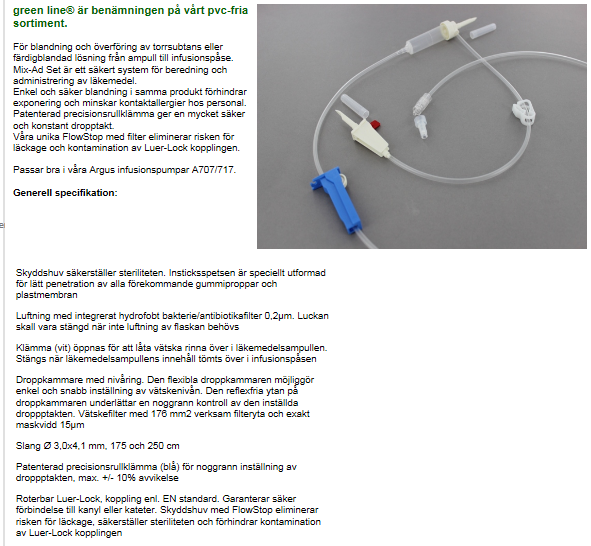 green line® är benämningen på vårt pvc-fria
sortiment.
För blandning och överföring av torrsubtans eller
färdigblandad lösning från ampull till infusionspåse.
Mix-Ad Set är ett säkert system för beredning och
administrering av läkemedel.
Enkel och säker blandning i samma produkt förhindrar
exponering och minskar kontaktallergier hos personal.
Patenterad precisionsrullklämma ger en mycket säker
och konstant dropptakt.
Våra unika FlowStop med filter eliminerar risken för
läckage och kontamination av Luer-Lock kopplingen.
Passar bra i våra Argus infusionspumpar A707/717.
Generell specifikation:
Skyddshuv säkerställer steriliteten. Insticksspetsen är speciellt utformad
för lätt penetration av alla förekommande gummiproppar och
plastmembran
Luftning med integrerat hydrofobt bakterie/antibiotikafilter 0,2µm. Luckan
skall vara stängd när inte luftning av flaskan behövs
Klämma (vit) öppnas för att låta vätska rinna över i läkemedelsampullen.
Stängs när läkemedelsampullens innehåll tömts över i infusionspåsen
Droppkammare med nivåring. Den flexibla droppkammaren möjliggör
enkel och snabb inställning av vätskenivån. Den reflexfria ytan på
droppkammaren underlättar en noggrann kontroll av den inställda
droppptakten. Vätskefilter med 176 mm2 verksam filteryta och exakt
maskvidd 15µm
Slang Ø 3,0x4,1 mm, 175 och 250 cm
Patenterad precisionsrullklämma (blå) för noggrann inställning av
droppptakten, max. +/- 10% avvikelse
Roterbar Luer-Lock, koppling enl. EN standard. Garanterar säker
förbindelse till kanyl eller kateter. Skyddshuv med FlowStop eliminerar
risken för läckage, säkerställer steriliteten och förhindrar kontamination
av Luer-Lock kopplingen